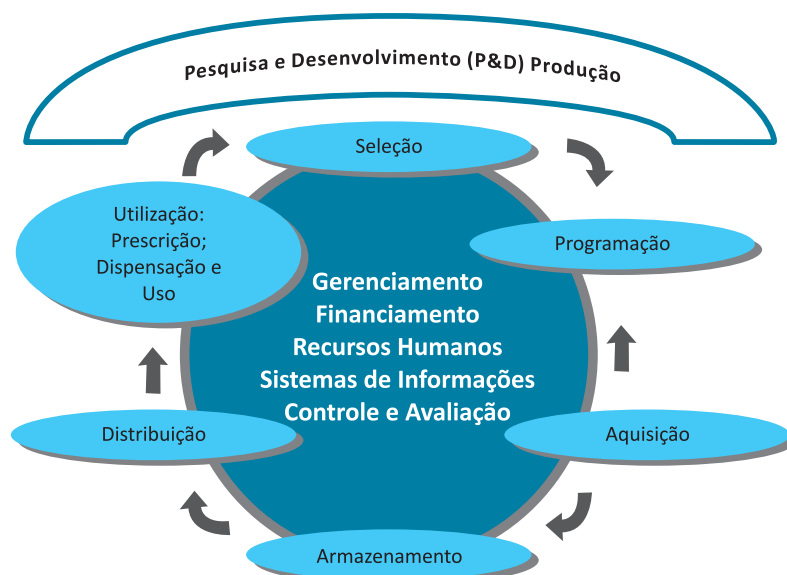 Pesquisa e Desenvolvimento (P&D) Produção
Seleção
Programação
Aquisição
Armazenamento
Distribuição
Utilização:
Prescrição;
Dispensação e
Uso
Gerenciamento
Financiamento
Recursos Humanos
Sistemas de Informações
Controle e Avaliação